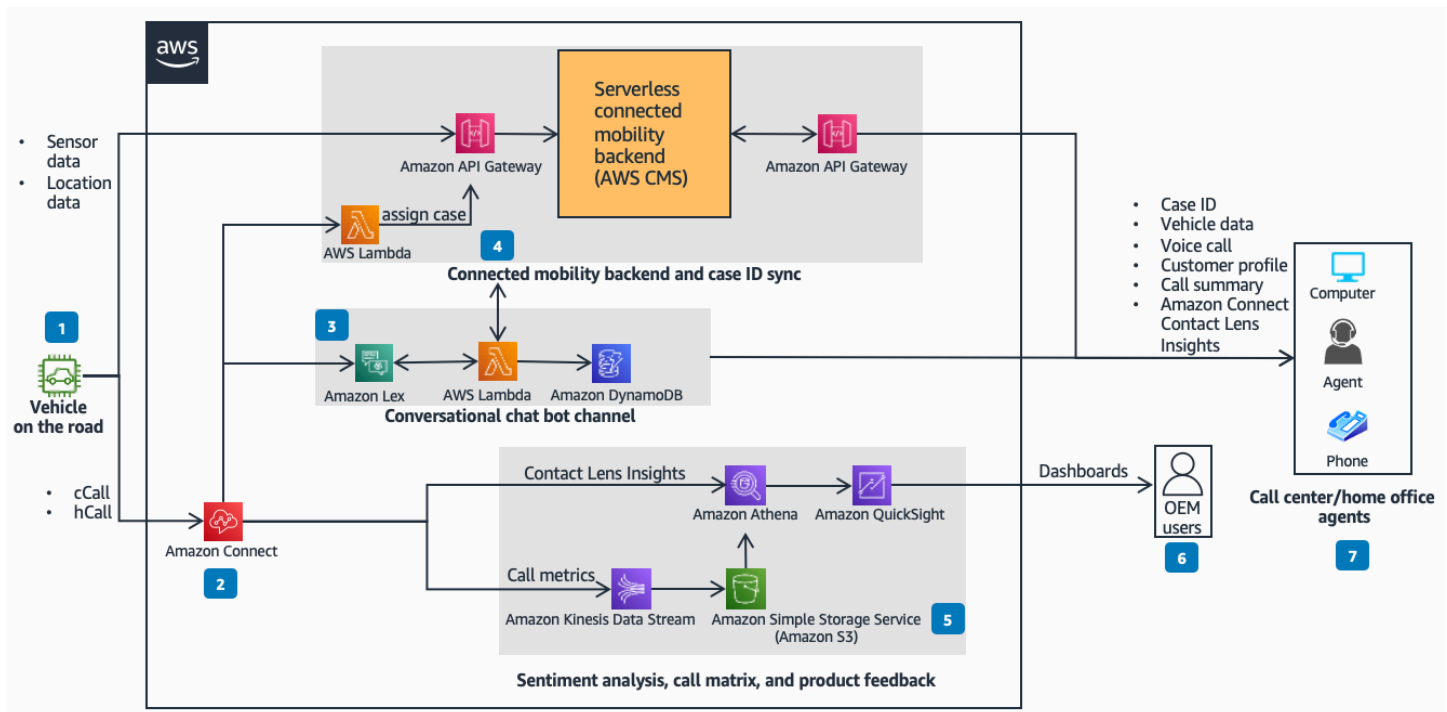 aws
Serverless
connected
mobility
backend
(AWS CMS)
• Sensor
data
• Location
data
Amazon API Gateway
Amazon API Gateway
assign case
AWS Lambda
4
Connected mobility backend and case ID sync
• Case ID
• Vehicle data
• Voice call
• Customer profile
• Call summary
• Amazon Connect
Contact Lens
Insights
Computer
Agent
Phone
Call center/home office
agents
7
1
Vehicle
on the road
3
Amazon Lex
AWS Lambda
Amazon DynamoDB
Conversational chat bot channel
• cCall
• hCall
Amazon Connect
2
Contact Lens Insights
Amazon Athena
Amazon QuickSight
Dashboards
OEM
users
6
Call metrics
Amazon Kinesis Data Stream
Amazon Simple Storage Service
(Amazon S3)
5
Sentiment analysis, call matrix, and product feedback